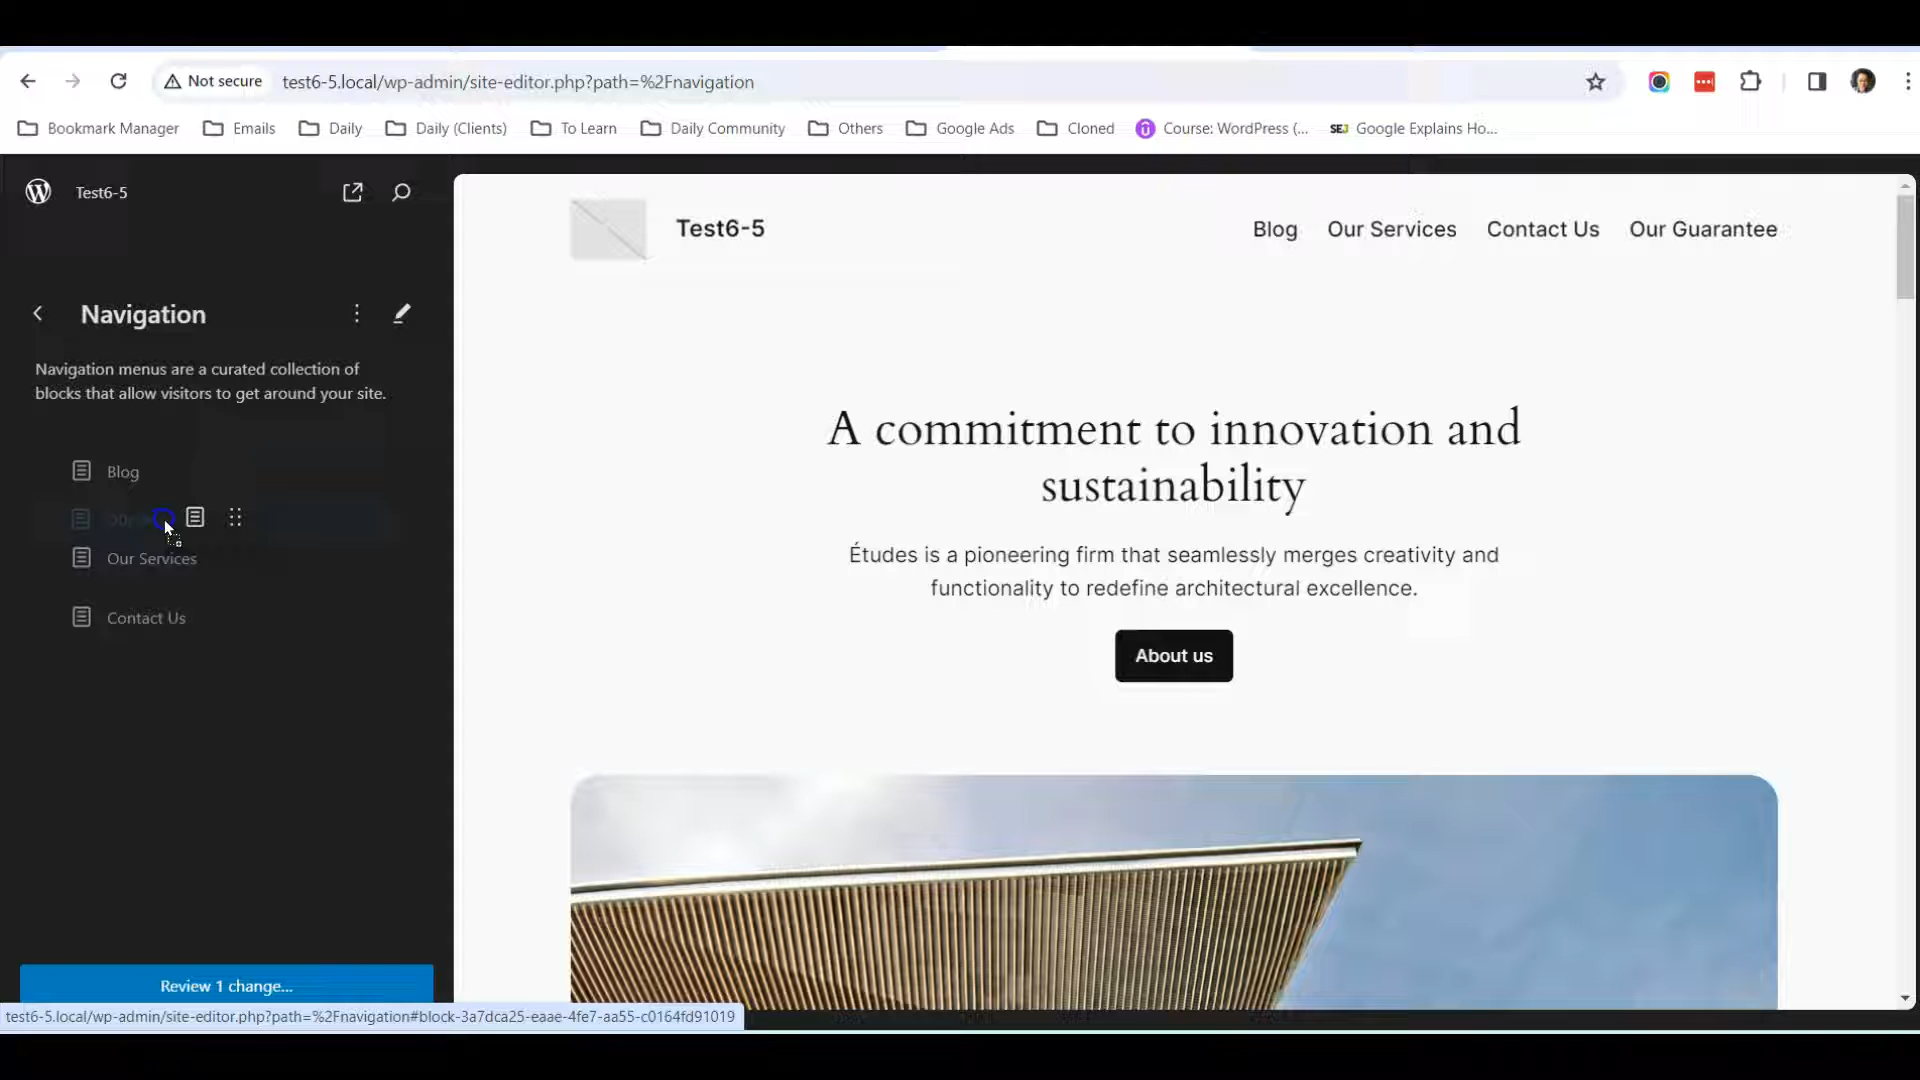 Not secure
test6-5.local/wp-admin/site-editor.php?path=%2Fnavigation
Bookmark Manager
Emails
Daily
Daily (Clients)
To Learn
Daily Community
Others
Google Ads
Cloned
Course: WordPress (...
SEJ
Google Explains Ho...
Test6-5
Navigation
Navigation menus are a curated collection of
blocks that allow visitors to get around your site.
Blog
Our Services
Contact Us
Review 1 change...
test6-5.local/wp-admin/site-editor.php?path=%2Fnavigation#block-3a7dca25-eaae-4fe7-aa55-c0164fd91019
Test6-5
Blog
Our Services
Contact Us
Our Guarantee
A commitment to innovation and
sustainability
Études is a pioneering firm that seamlessly merges creativity and
functionality to redefine architectural excellence.
About us